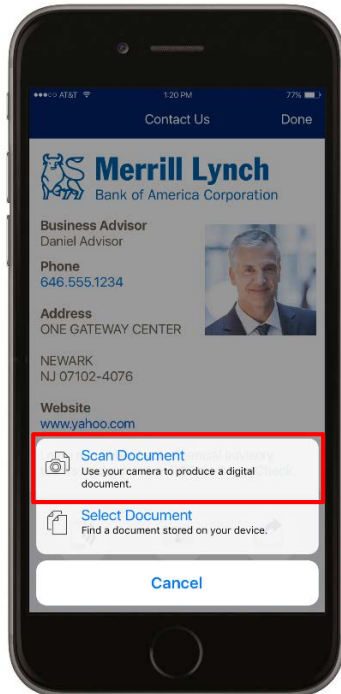 AT&T 1:20 PM 77%
Contact Us Done
Merrill Lynch
Bank of America Corporation
Business Advisor
Daniel Advisor
Phone
646.555.1234
Address
ONE GATEWAY CENTER
NEWARK
NJ 07102-4076
Website
www.yahoo.com
Scan Document
Use your camera to produce a digital
document.
Select Document
Find a document stored on your device.
Cancel